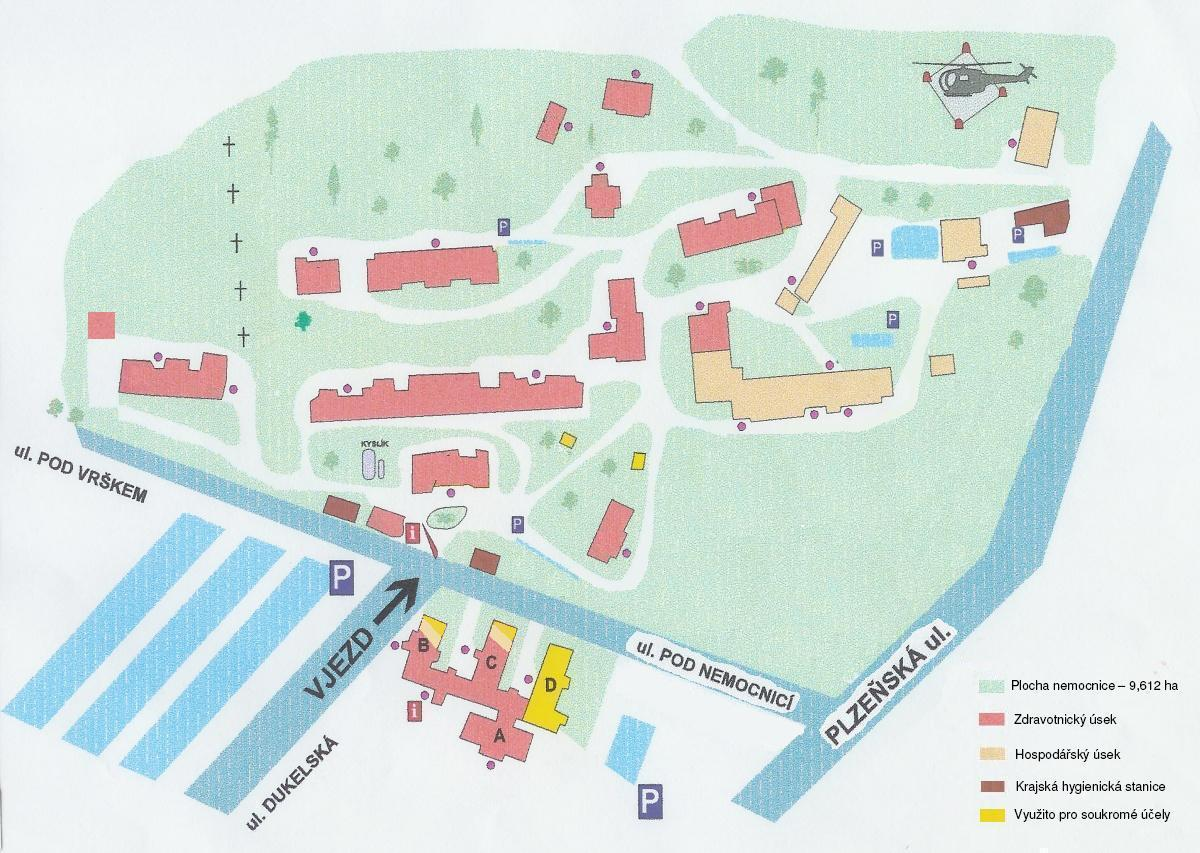 P
P
P
P
ul. POD VRŠKEM
KYSLÍK
i
P
P
VJEZD
ul. DUKELSKÁ
B
C
D
A
i
ul. POD NEMOCNICÍ
PLZEŇSKÁ ul.
P
Plocha nemocnice – 9,612 ha
Zdravotnický úsek
Hospodářský úsek
Krajská hygienická stanice
Využito pro soukromé účely